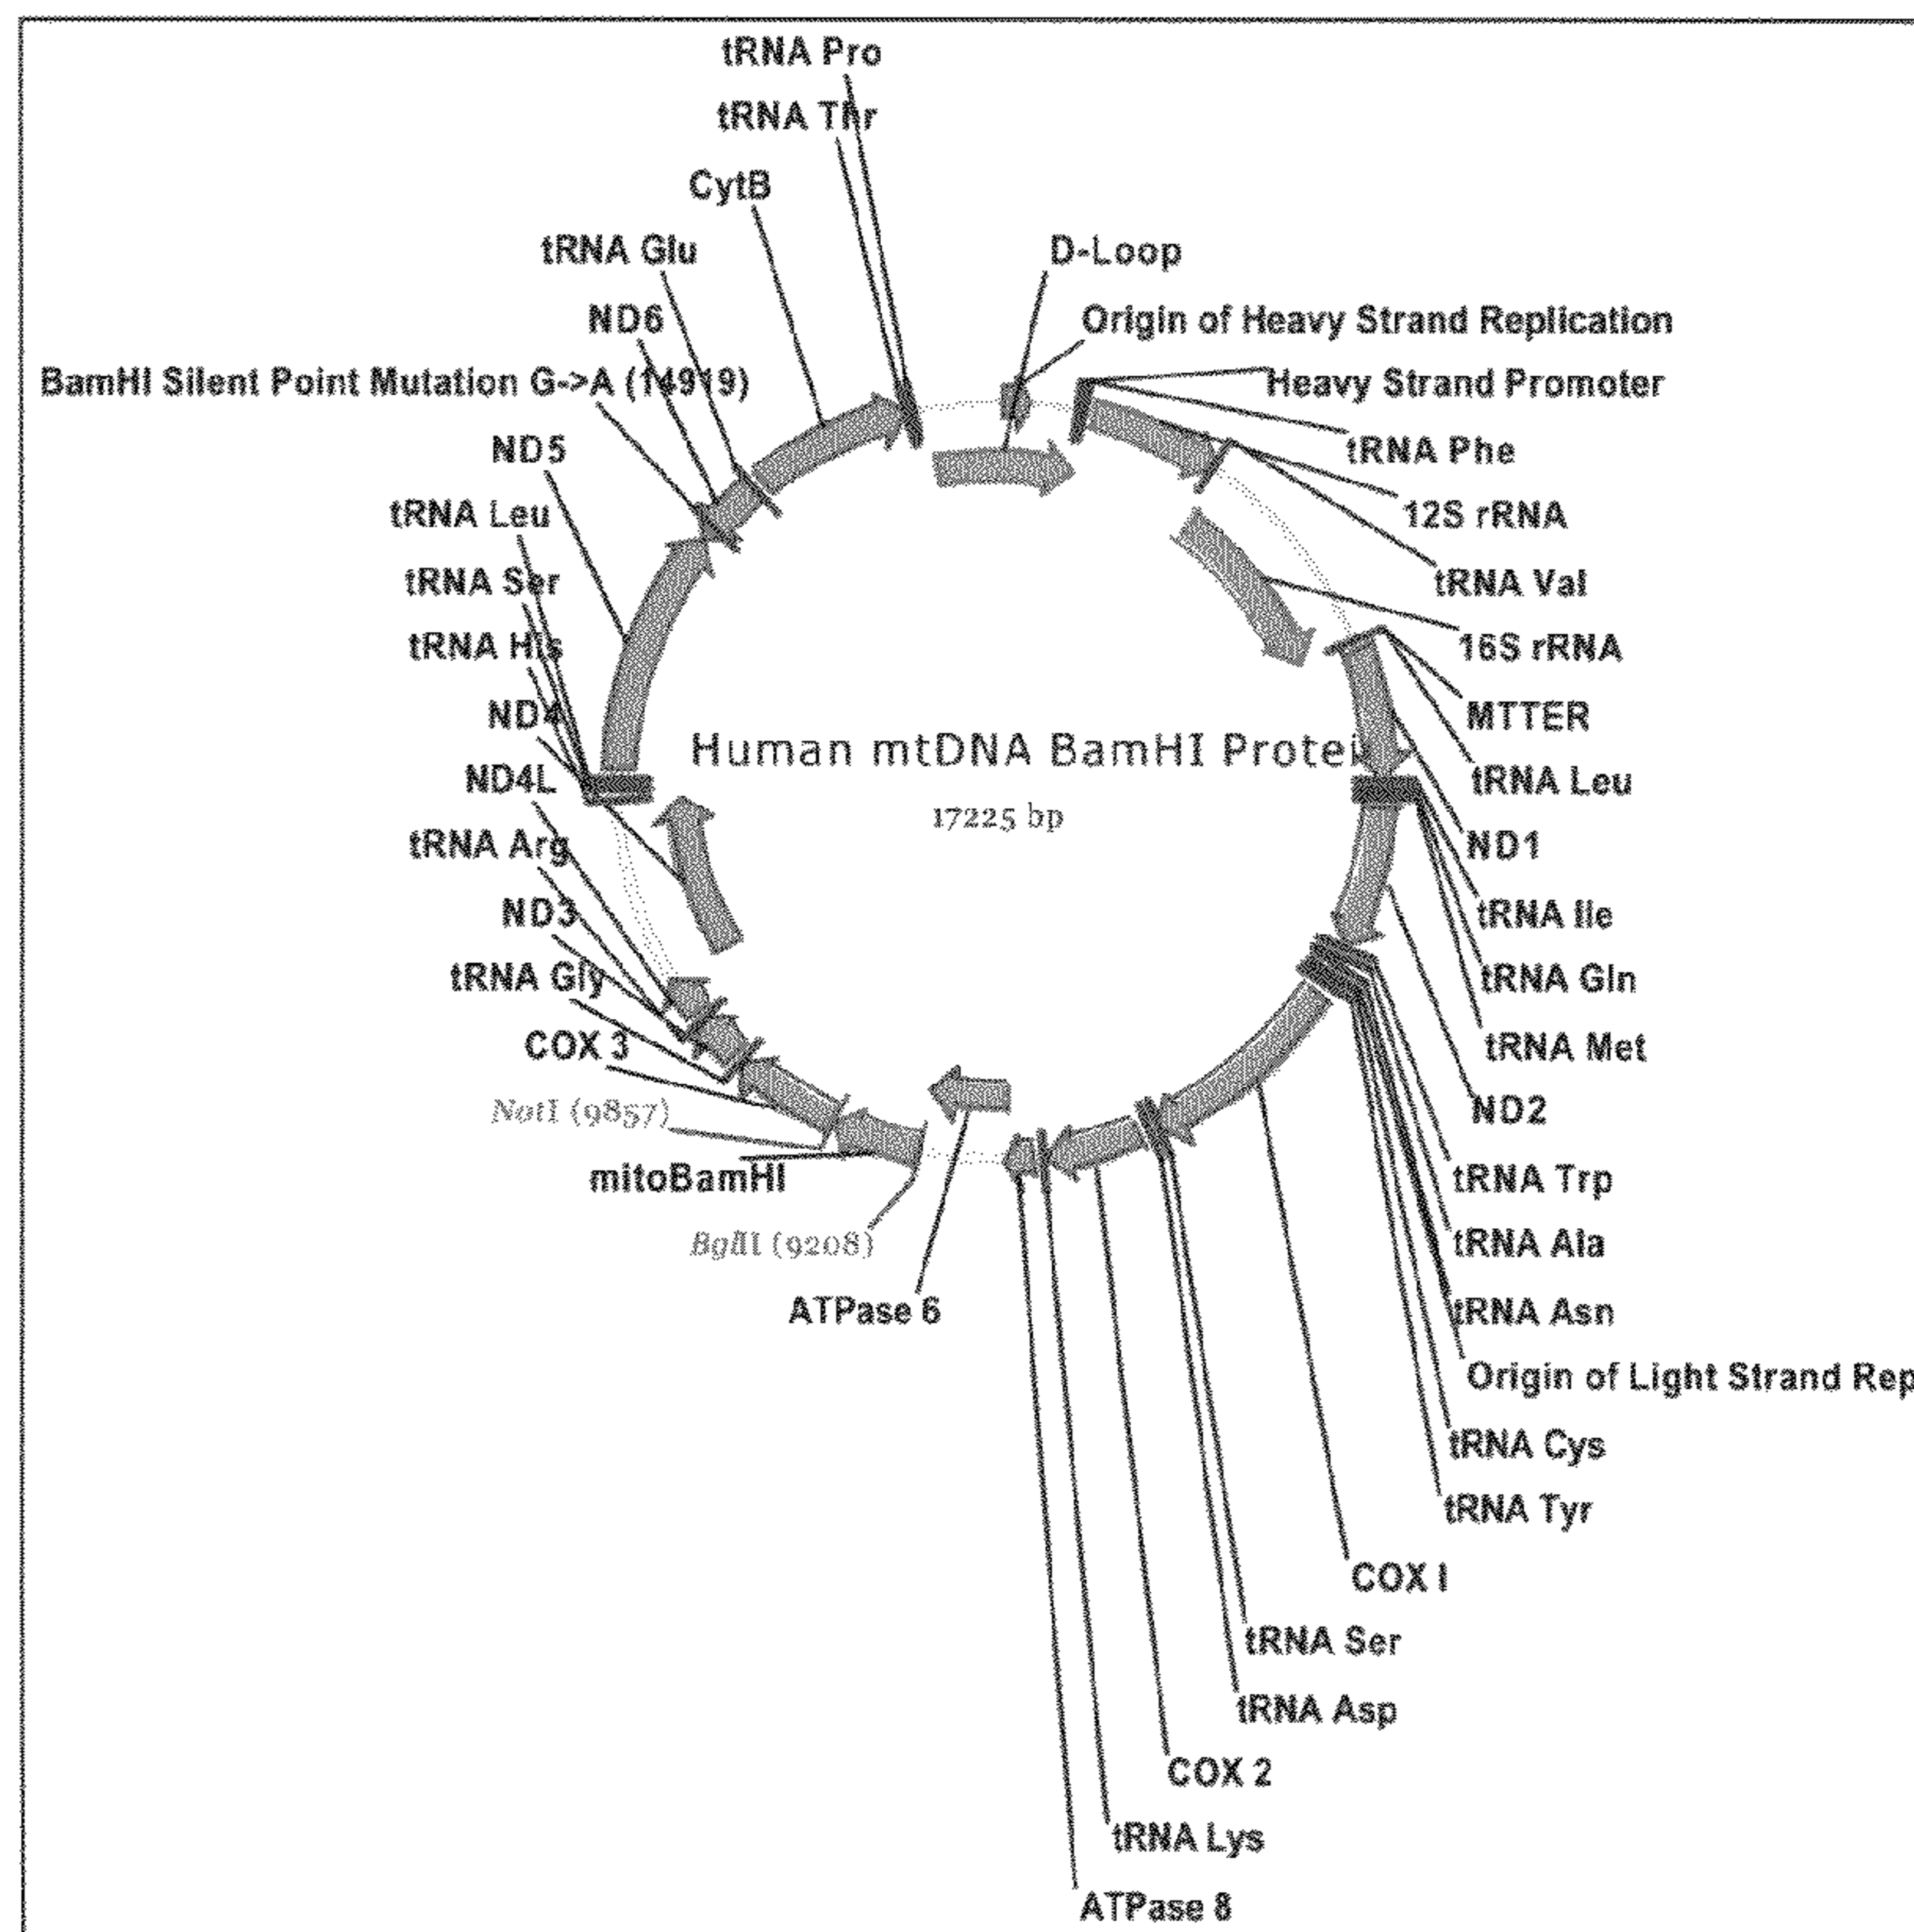 tRNA Pro
tRNA Thr
CytB
tRNA Glu
D-Loop
ND6
Origin of Heavy Strand Replication
BamHI Silent Point Mutation G->A (14919)
Heavy Strand Promoter
ND5
tRNA Phe
tRNA Leu
12S rRNA
tRNA Ser
tRNA Val
tRNA His
16S rRNA
ND4
MTTER
Human mtDNA BamHI Protei
17225 bp
ND4L
tRNA Leu
tRNA Arg
ND1
ND3
tRNA Ile
tRNA Gly
tRNA Gln
COX 3
tRNA Met
NotI (9857)
ND2
mitoBamHI
tRNA Trp
BglII (9208)
tRNA Ala
ATPase 6
tRNA Asn
Origin of Light Strand Rep
tRNA Cys
tRNA Tyr
COX I
tRNA Ser
tRNA Asp
COX 2
tRNA Lys
ATPase 8